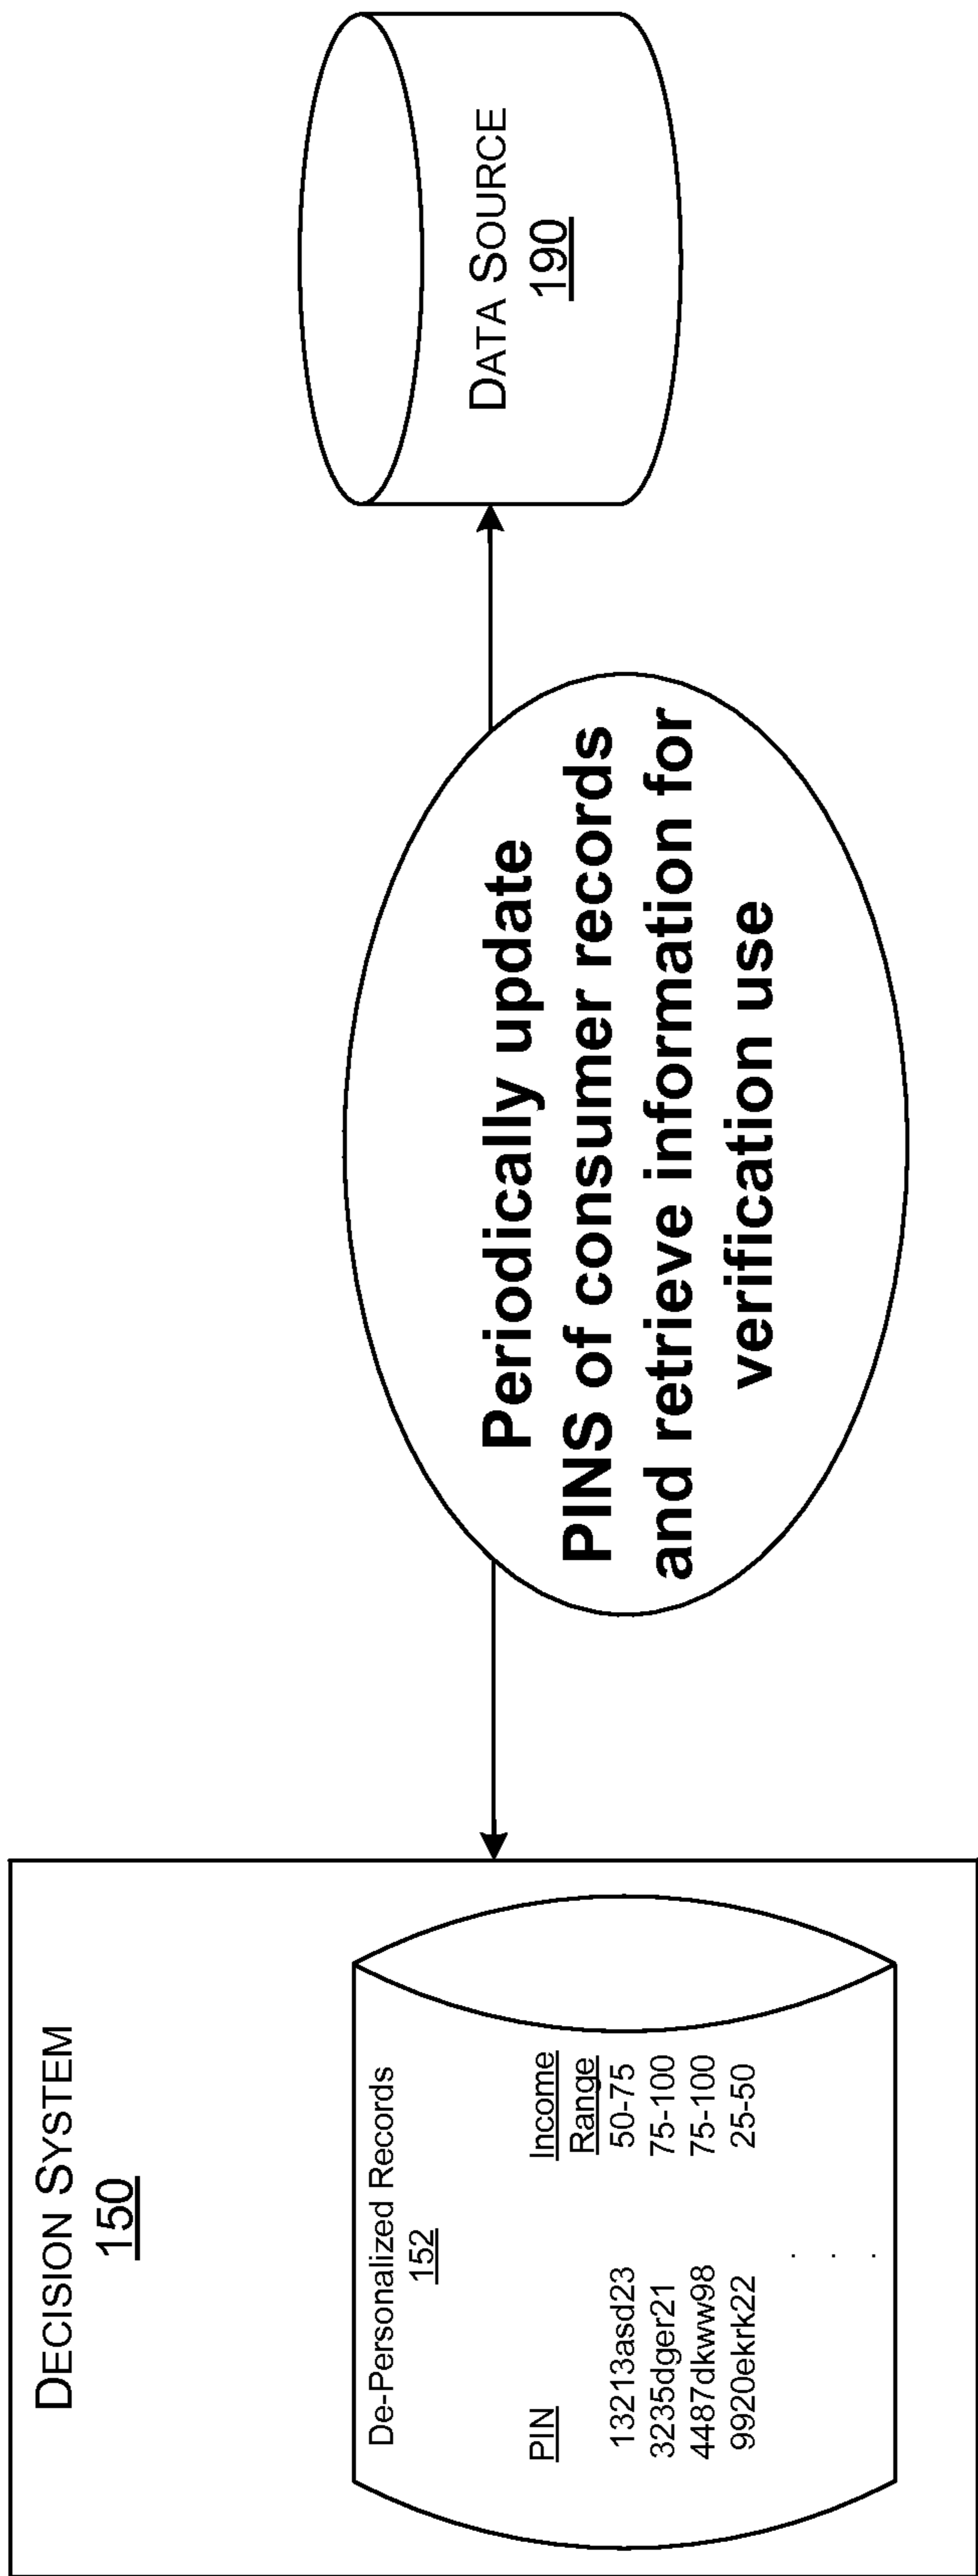 DECISION SYSTEM
150
De-Personalized Records
152
PIN Income
Range
13213asd23 50-75
3235dger21 75-100
4487dkww98 75-100
9920ekrk22 25-50
.
.
.
Periodically update
PINS of consumer records
and retrieve information for
verification use
DATA SOURCE
190